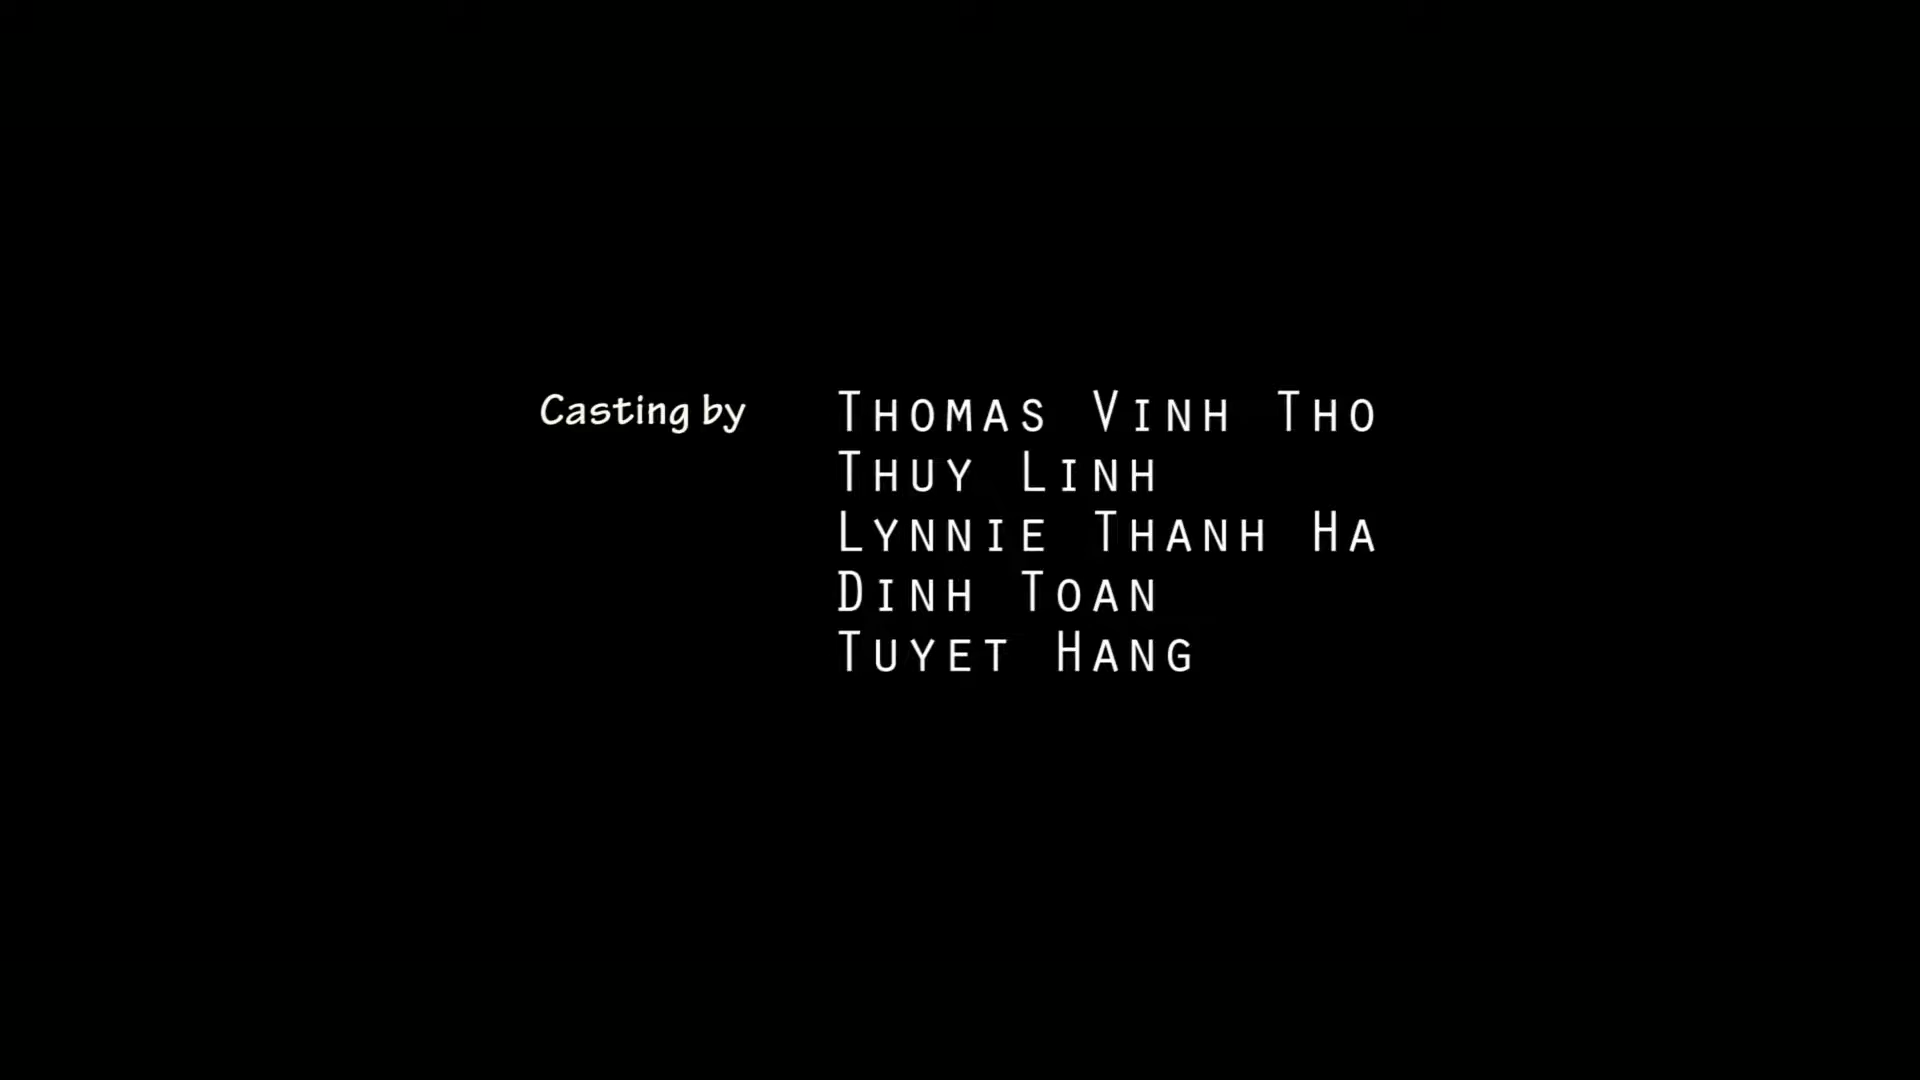 Casting by THOMAS VINH THO
THUY LINH
LYNNIE THANH HA
DINH TOAN
TUYET HANG